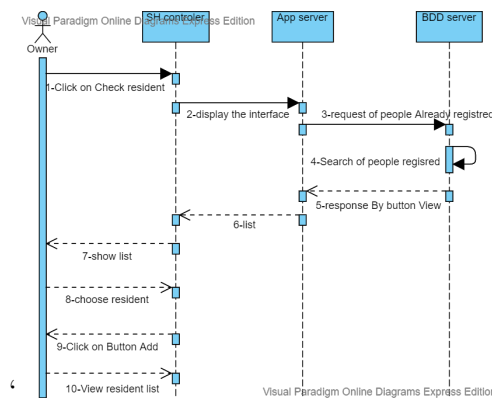 Visual Paradigm Online Diagrams Express Edition
SH controler
App server
BDD server
Owner
1-Click on Check resident
2-display the interface
3-request of people Already registred
4-Search of people regisred
5-response By button View
6-list
7-show list
8-choose resident
9-Click on Button Add
10-View resident list
Visual Paradigm Online Diagrams Express Edition